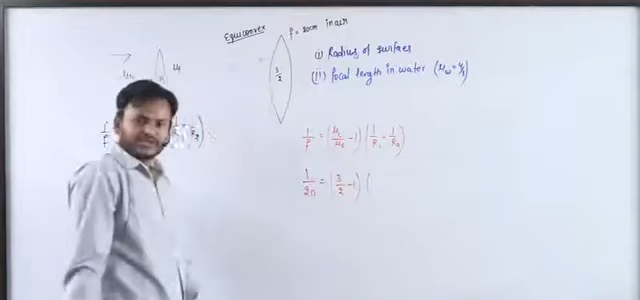 Equiconvex
f = 20cm in air
(i) Radius of surfaces
(ii) Focal length in water (μw = 4/3)
3/2
1/f = (μL/μs - 1) (1/R1 - 1/R2)
1/20 = (3/2 - 1) (